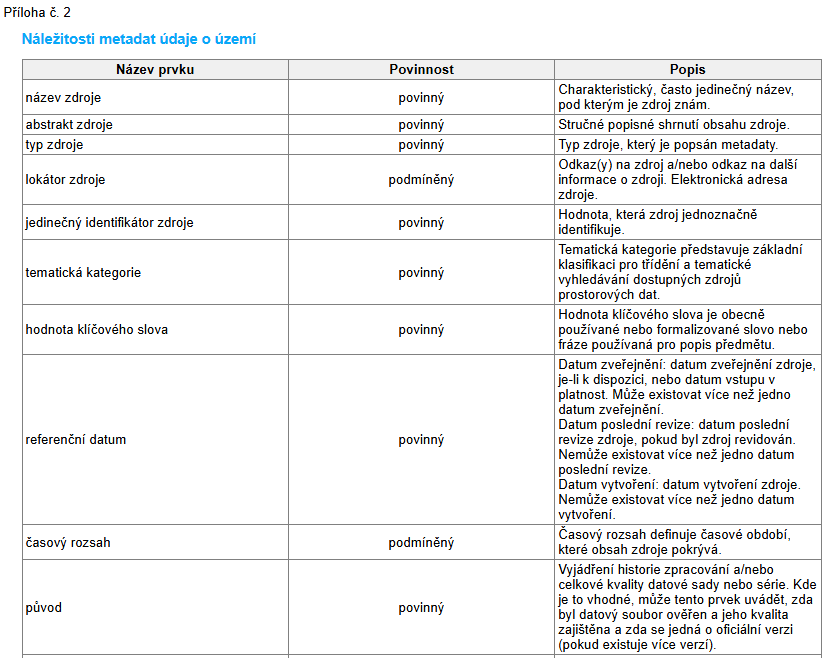 Příloha č. 2
Náležitosti metadat údaje o území
Název prvku Povinnost Popis
název zdroje povinný Charakteristický, často jedinečný název,
pod kterým je zdroj znám.
abstrakt zdroje povinný Stručné popisné shrnutí obsahu zdroje.
typ zdroje povinný Typ zdroje, který je popsán metadaty.
lokátor zdroje podmíněný Odkaz(y) na zdroj a/nebo odkaz na další
informace o zdroji. Elektronická adresa
zdroje.
jedinečný identifikátor zdroje povinný Hodnota, která zdroj jednoznačně
identifikuje.
tematická kategorie povinný Tematická kategorie představuje základní
klasifikaci pro třídění a tematické
vyhledávání dostupných zdrojů
prostorových dat.
hodnota klíčového slova povinný Hodnota klíčového slova je obecně
používané nebo formalizované slovo nebo
fráze používaná pro popis předmětu.
referenční datum povinný Datum zveřejnění: datum zveřejnění zdroje,
je-li k dispozici, nebo datum vstupu v
platnost. Může existovat více než jedno
datum zveřejnění.
Datum poslední revize: datum poslední
revize zdroje, pokud byl zdroj revidován.
Nemůže existovat více než jedno datum
poslední revize.
Datum vytvoření: datum vytvoření zdroje.
Nemůže existovat více než jedno datum
vytvoření.
časový rozsah podmíněný Časový rozsah definuje časové období,
které obsah zdroje pokrývá.
původ povinný Vyjádření historie zpracování a/nebo
celkové kvality datové sady nebo série. Kde
je to vhodné, může tento prvek uvádět, zda
byl datový soubor ověřen a jeho kvalita
zajištěna a zda se jedná o oficiální verzi
(pokud existuje více verzí).